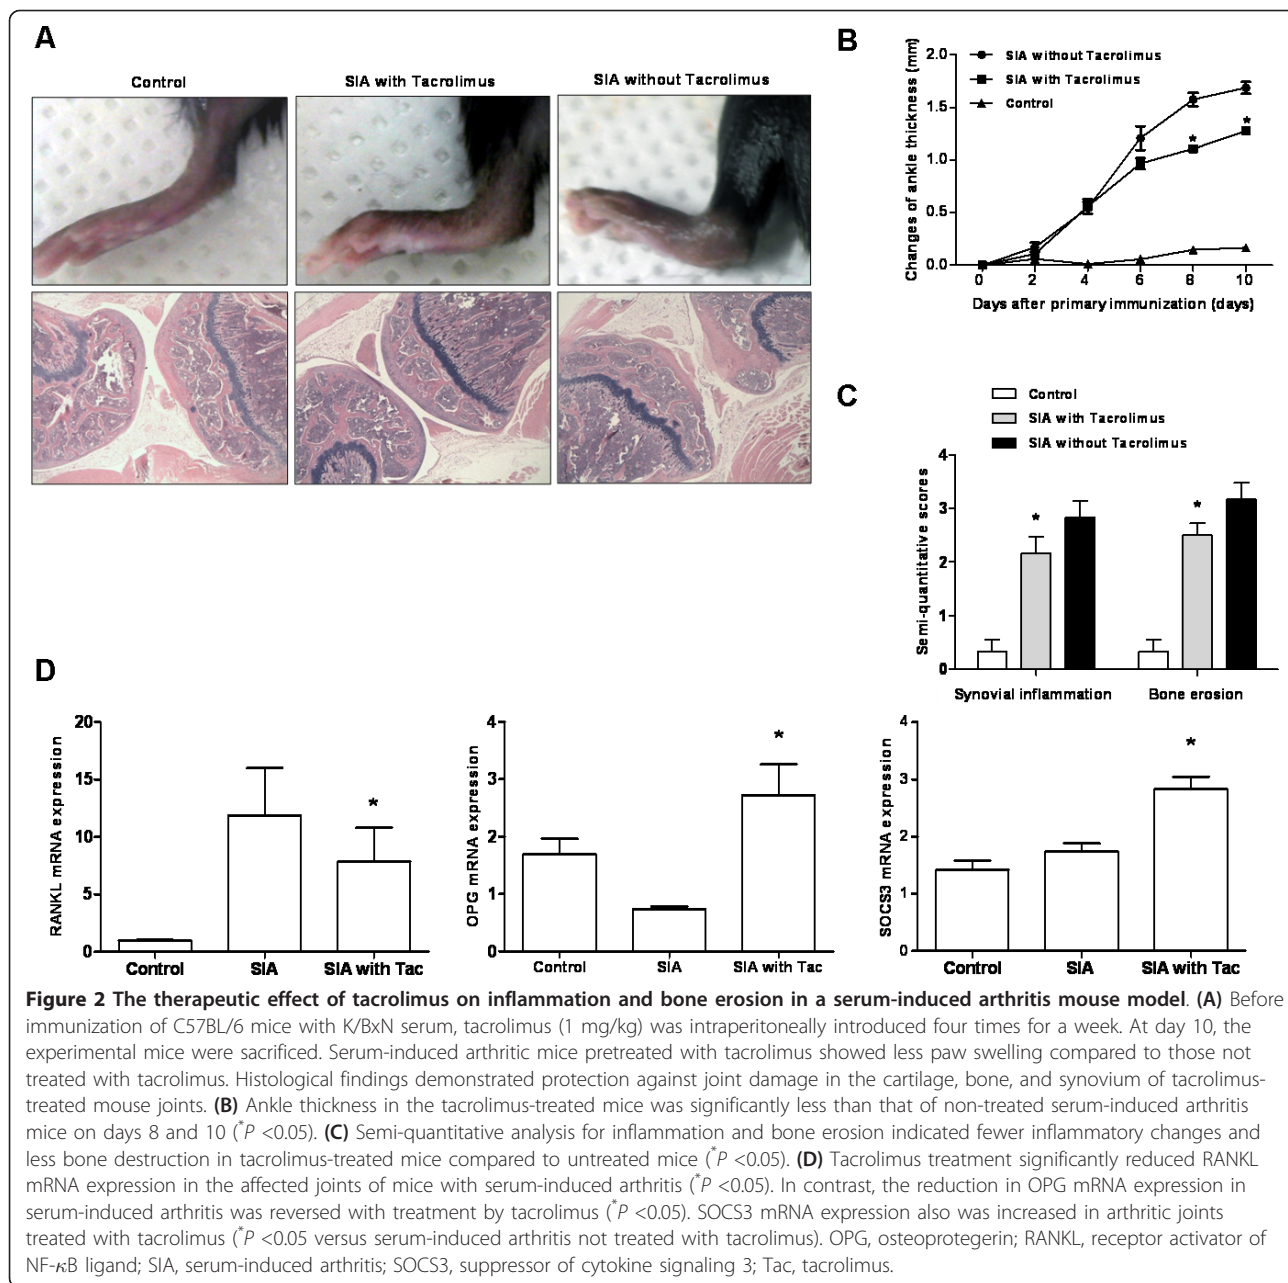 A
Control
SIA with Tacrolimus
SIA without Tacrolimus
B
SIA without Tacrolimus
SIA with Tacrolimus
Control
Changes of ankle thickness (mm)
2.0
1.5
1.0
0.5
0.0
* *
0 2 4 6 8 10
Days after primary immunization (days)
C
Control
SIA with Tacrolimus
SIA without Tacrolimus
Semi-quantitative scores
4
3
2
1
0
* *
Synovial inflammation Bone erosion
D
RANKL mRNA expression
20
15
10
5
0
*
Control SIA SIA with Tac
OPG mRNA expression
4
3
2
1
0
*
Control SIA SIA with Tac
SOCS3 mRNA expression
4
3
2
1
0
*
Control SIA SIA with Tac
Figure 2 The therapeutic effect of tacrolimus on inflammation and bone erosion in a serum-induced arthritis mouse model. (A) Before
immunization of C57BL/6 mice with K/BxN serum, tacrolimus (1 mg/kg) was intraperitoneally introduced four times for a week. At day 10, the
experimental mice were sacrificed. Serum-induced arthritic mice pretreated with tacrolimus showed less paw swelling compared to those not
treated with tacrolimus. Histological findings demonstrated protection against joint damage in the cartilage, bone, and synovium of tacrolimus-
treated mouse joints. (B) Ankle thickness in the tacrolimus-treated mice was significantly less than that of non-treated serum-induced arthritis
mice on days 8 and 10 (*P <0.05). (C) Semi-quantitative analysis for inflammation and bone erosion indicated fewer inflammatory changes and
less bone destruction in tacrolimus-treated mice compared to untreated mice (*P <0.05). (D) Tacrolimus treatment significantly reduced RANKL
mRNA expression in the affected joints of mice with serum-induced arthritis (*P <0.05). In contrast, the reduction in OPG mRNA expression in
serum-induced arthritis was reversed with treatment by tacrolimus (*P <0.05). SOCS3 mRNA expression also was increased in arthritic joints
treated with tacrolimus (*P <0.05 versus serum-induced arthritis not treated with tacrolimus). OPG, osteoprotegerin; RANKL, receptor activator of
NF-κB ligand; SIA, serum-induced arthritis; SOCS3, suppressor of cytokine signaling 3; Tac, tacrolimus.